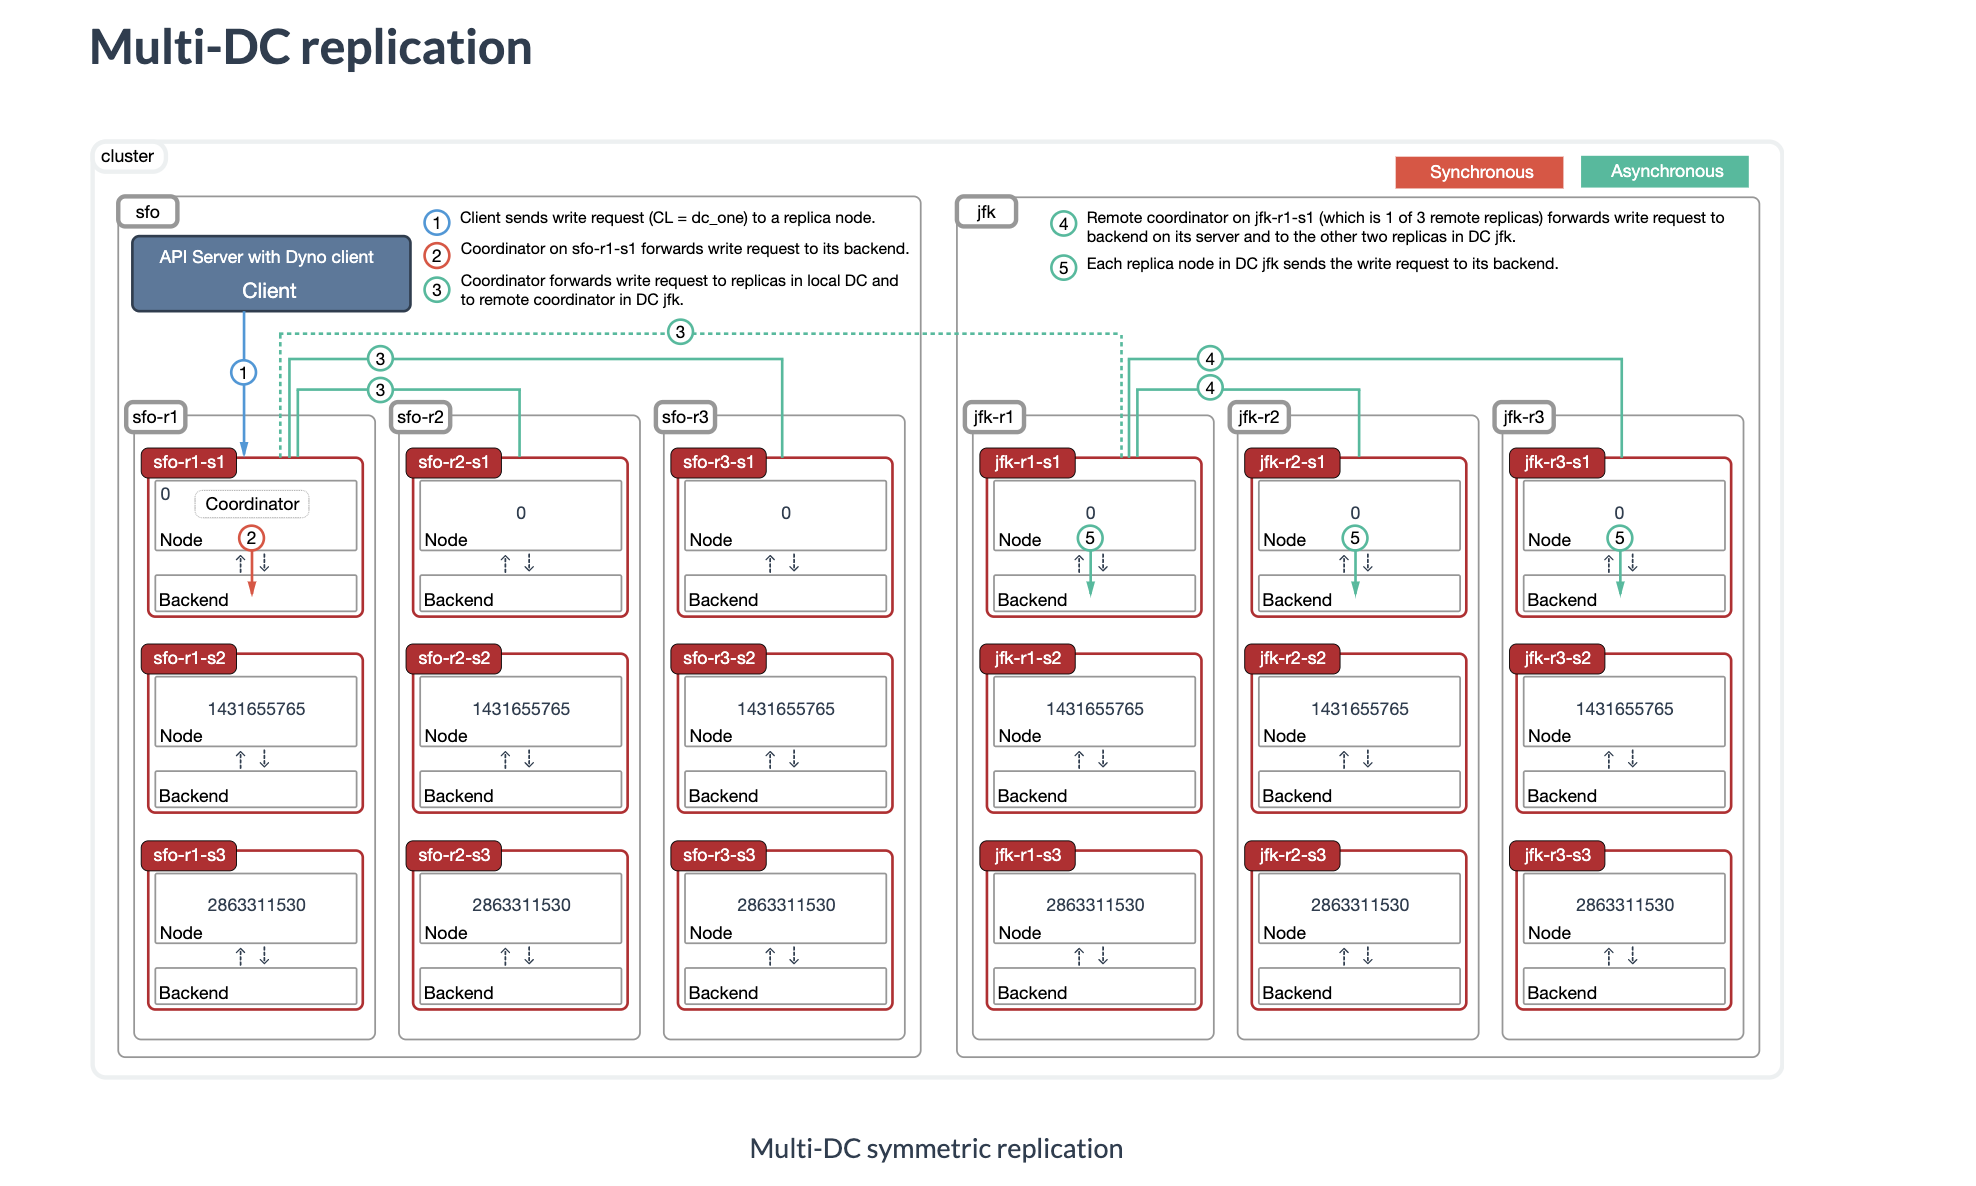 Multi-DC replication
cluster
Synchronous
Asynchronous
sfo
API Server with Dyno client
Client
1
Client sends write request (CL = dc_one) to a replica node.
2
Coordinator on sfo-r1-s1 forwards write request to its backend.
3
Coordinator forwards write request to replicas in local DC and
to remote coordinator in DC jfk.
jfk
4
Remote coordinator on jfk-r1-s1 (which is 1 of 3 remote replicas) forwards write request to
backend on its server and to the other two replicas in DC jfk.
5
Each replica node in DC jfk sends the write request to its backend.
3
3
3
1
4
4
sfo-r1
sfo-r1-s1
0
Coordinator
Node
2
Backend
sfo-r1-s2
1431655765
Node
Backend
sfo-r1-s3
2863311530
Node
Backend
sfo-r2
sfo-r2-s1
0
Node
Backend
sfo-r2-s2
1431655765
Node
Backend
sfo-r2-s3
2863311530
Node
Backend
sfo-r3
sfo-r3-s1
0
Node
Backend
sfo-r3-s2
1431655765
Node
Backend
sfo-r3-s3
2863311530
Node
Backend
jfk-r1
jfk-r1-s1
0
Node
5
Backend
jfk-r1-s2
1431655765
Node
Backend
jfk-r1-s3
2863311530
Node
Backend
jfk-r2
jfk-r2-s1
0
Node
5
Backend
jfk-r2-s2
1431655765
Node
Backend
jfk-r2-s3
2863311530
Node
Backend
jfk-r3
jfk-r3-s1
0
Node
5
Backend
jfk-r3-s2
1431655765
Node
Backend
jfk-r3-s3
2863311530
Node
Backend
Multi-DC symmetric replication